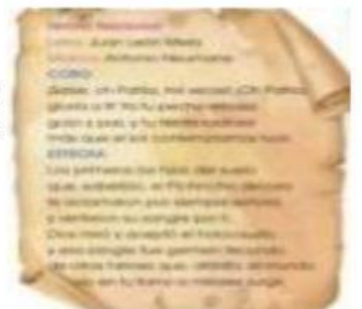 Himno Nacional
Letra: Juan León Mera
Música: Antonio Neumane
CORO
Salve, oh Patria, mil veces! ¡Oh Patria,
gloria a ti! Ya tu pecho rebosa
gozo y paz, y tu frente radiosa
más que el sol contemplamos lucir.
ESTROFA
Los primeros los hijos del suelo
que, soberbio, el Pichincha decora
te aclamaron por siempre señora
y vertieron su sangre por ti.
Dios miró y aceptó el holocausto
y esa sangre fue germen fecundo
de otros héroes que, atónito, el mundo
vio en tu torno a millares surgir.